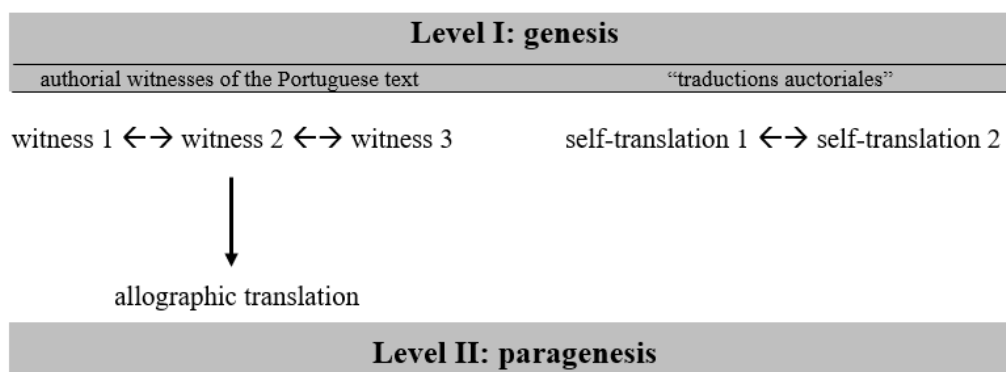 Level I: genesis
authorial witnesses of the Portuguese text “traductions auctoriales”
witness 1 ←→ witness 2 ←→ witness 3 self-translation 1 ←→ self-translation 2
allographic translation
Level II: paragenesis